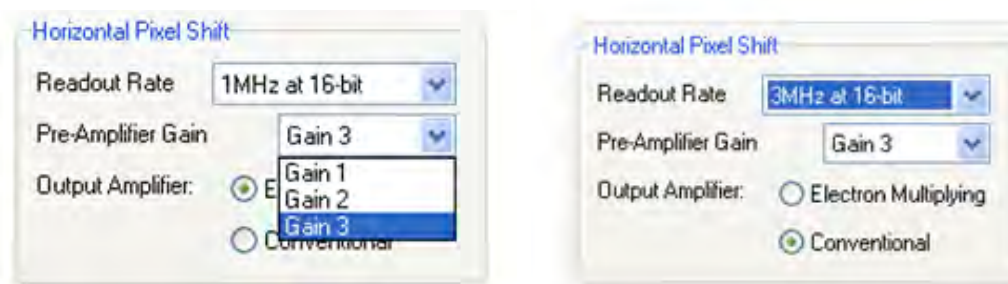 Horizontal Pixel Shift
Readout Rate 1MHz at 16-bit
Pre-Amplifier Gain Gain 3
Gain 1
Output Amplifier:
Gain 2
Gain 3
Conventional
Horizontal Pixel Shift
Readout Rate 3MHz at 16-bit
Pre-Amplifier Gain Gain 3
Output Amplifier: Electron Multiplying
Conventional